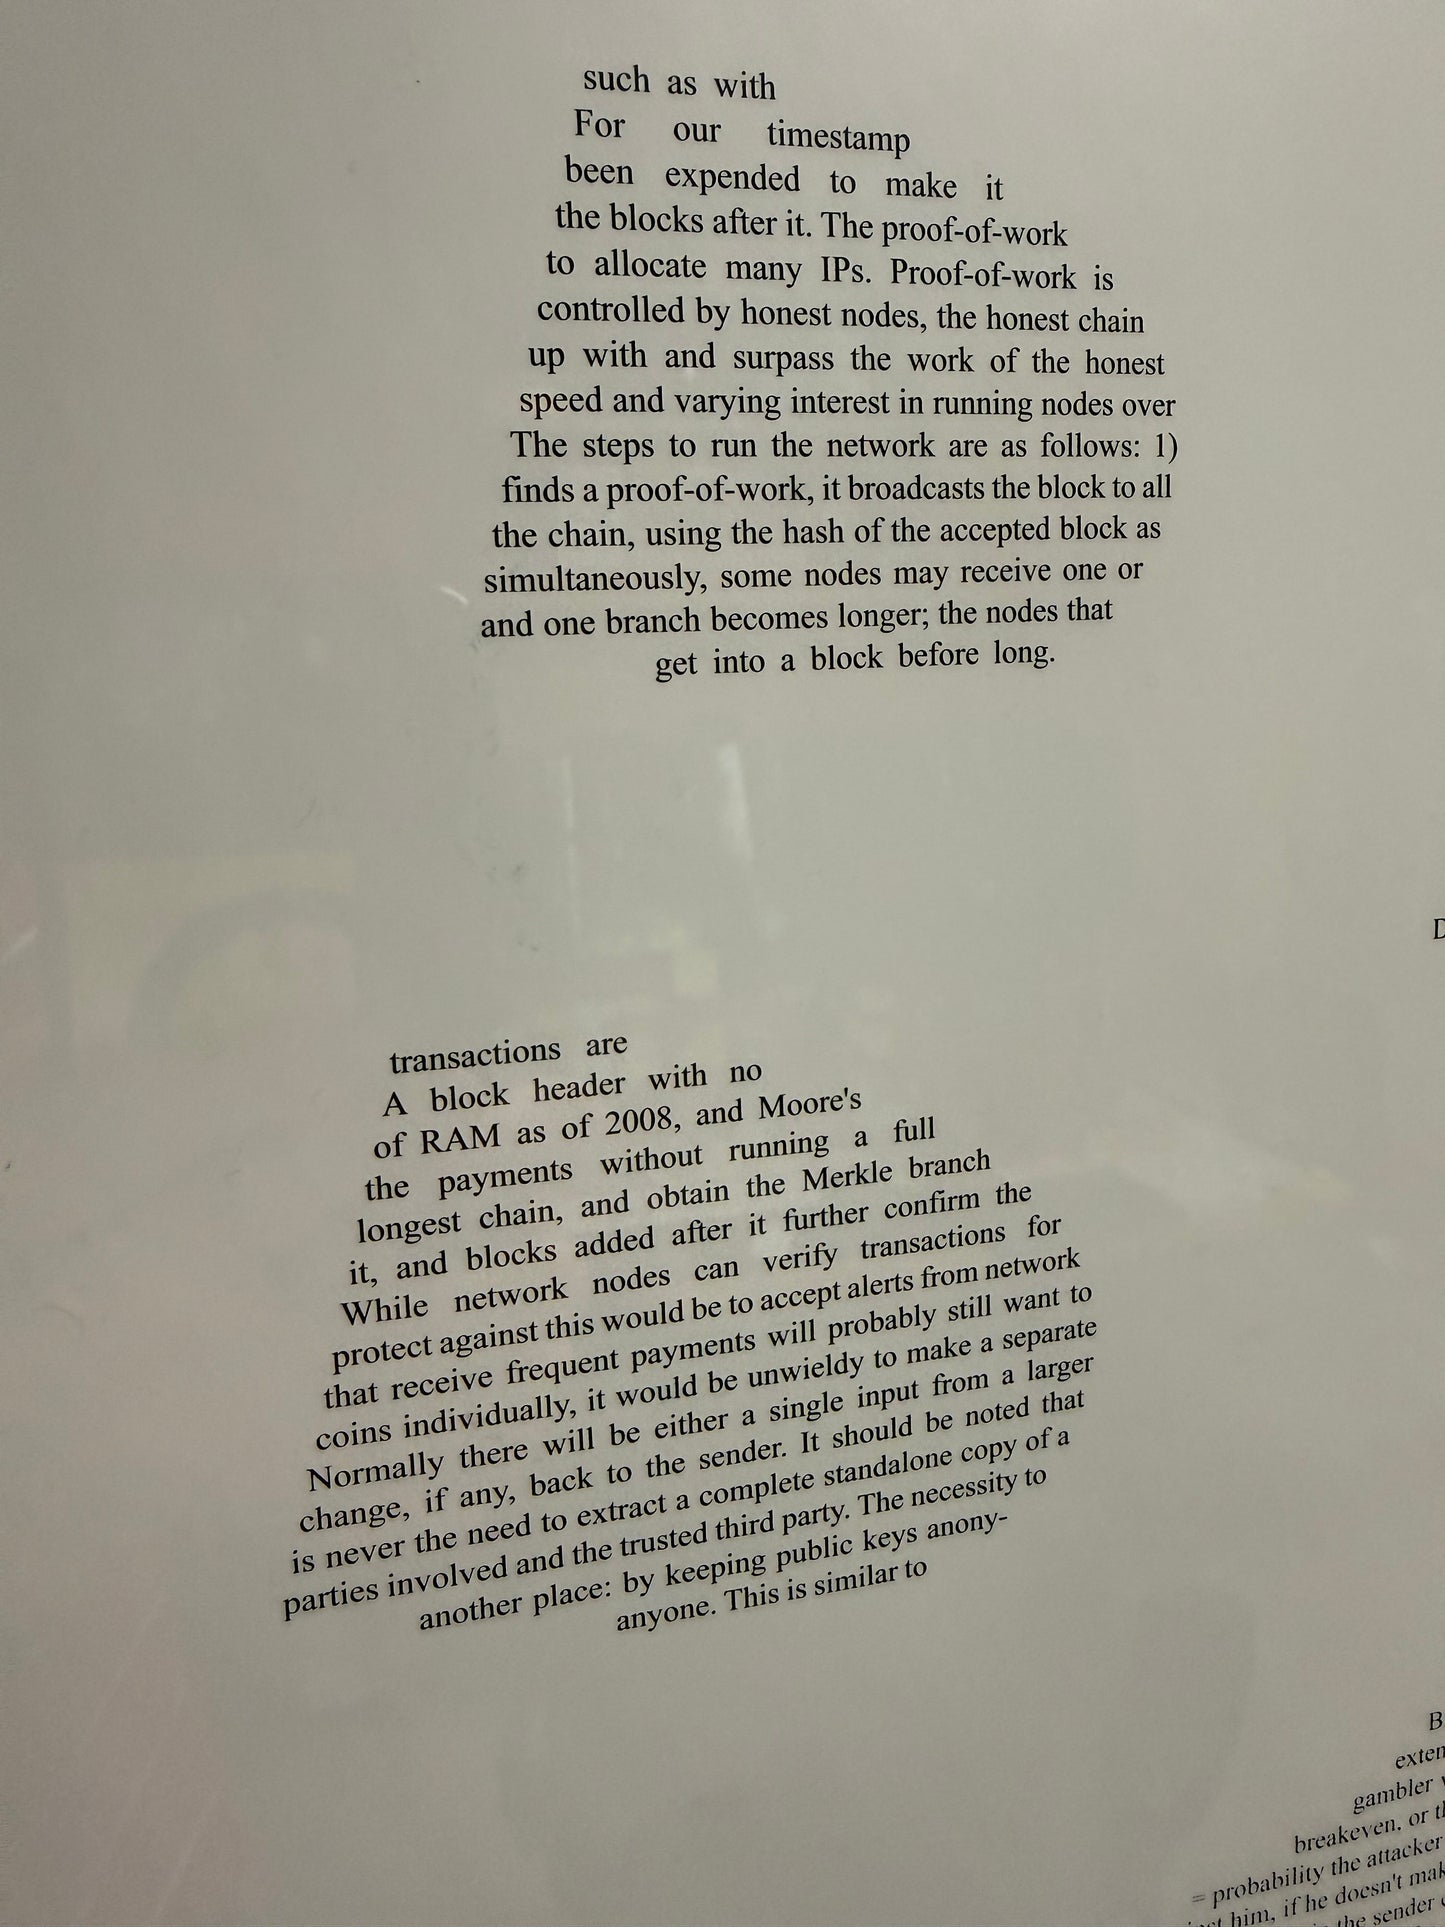 such as with
For our timestamp
been expended to make it
the blocks after it. The proof-of-work
to allocate many IPs. Proof-of-work is
controlled by honest nodes, the honest chain
up with and surpass the work of the honest
speed and varying interest in running nodes over
The steps to run the network are as follows: 1)
finds a proof-of-work, it broadcasts the block to all
the chain, using the hash of the accepted block as
simultaneously, some nodes may receive one or
and one branch becomes longer; the nodes that
get into a block before long.
D
transactions are
A block header with no
of RAM as of 2008, and Moore's
the payments without running a full
longest chain, and obtain the Merkle branch
it, and blocks added after it further confirm the
While network nodes can verify transactions for
protect against this would be to accept alerts from network
that receive frequent payments will probably still want to
coins individually, it would be unwieldy to make a separate
Normally there will be either a single input from a larger
change, if any, back to the sender. It should be noted that
is never the need to extract a complete standalone copy of a
parties involved and the trusted third party. The necessity to
another place: by keeping public keys anony-
anyone. This is similar to
B
exten
gambler
breakeven, or
= probability the attacker
him, if he doesn't
the sender